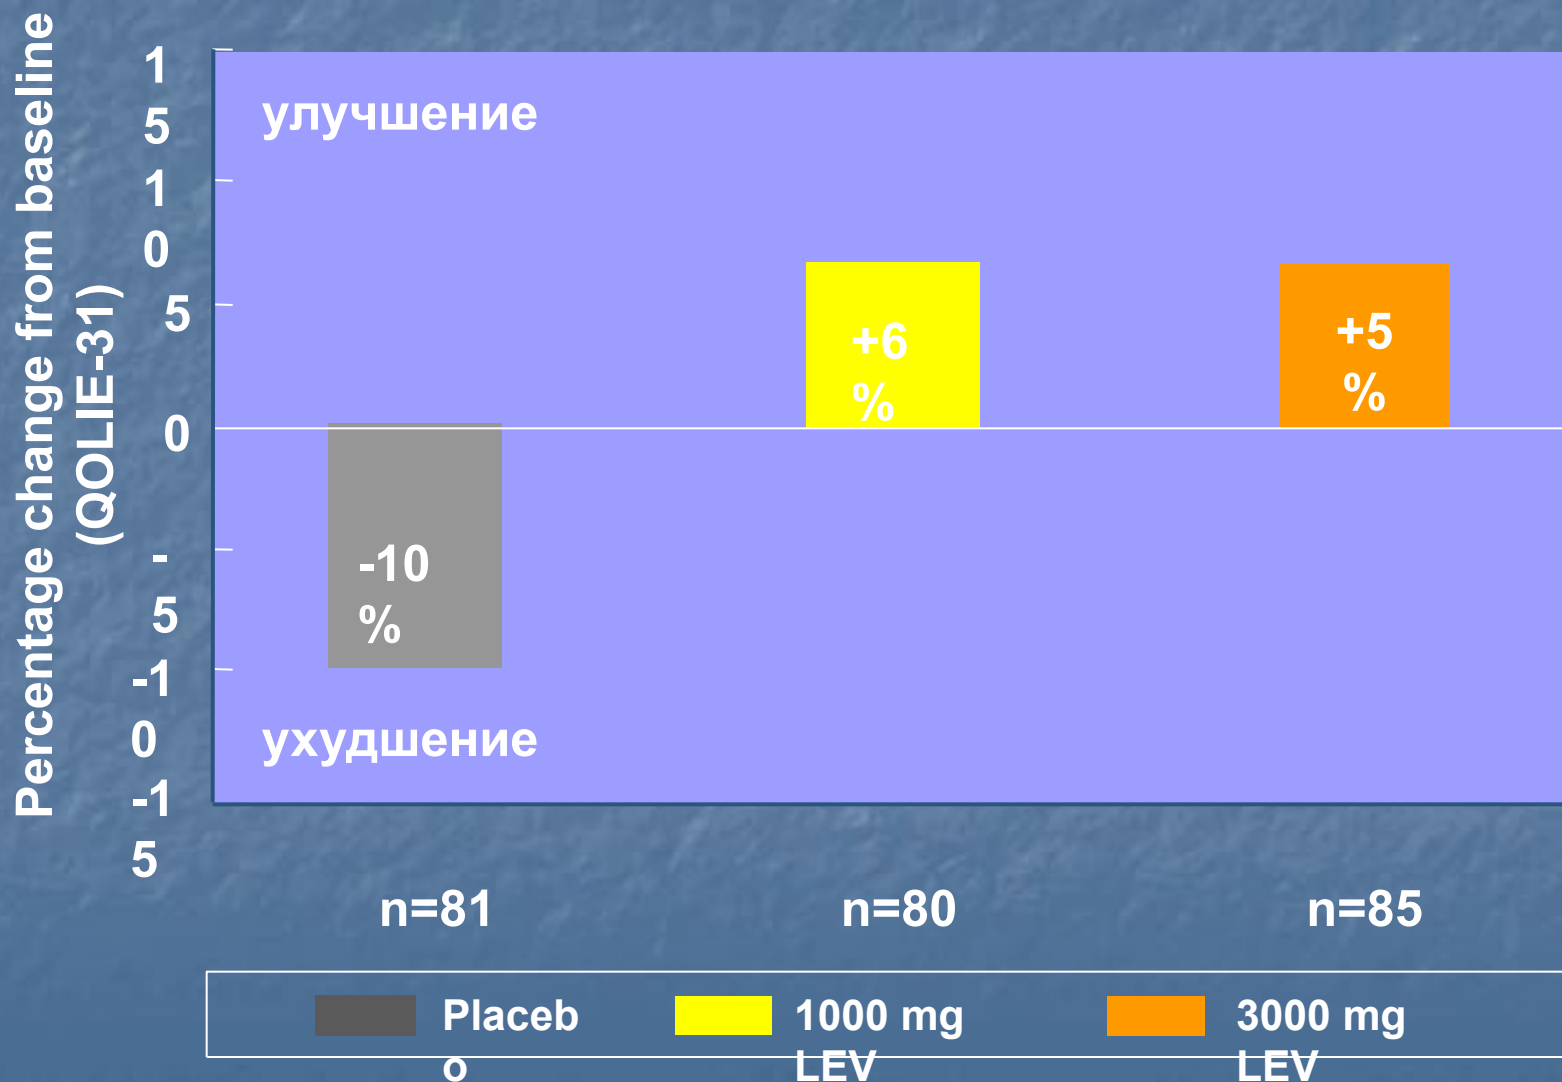 Percentage change from baseline
(QOLIE-31)
1
5
1
0
5
0
-
5
-1
0
-1
5
улучшение
+6
%
+5
%
-10
%
ухудшение
n=81
n=80
n=85
Placeb
o
1000 mg
LEV
3000 mg
LEV